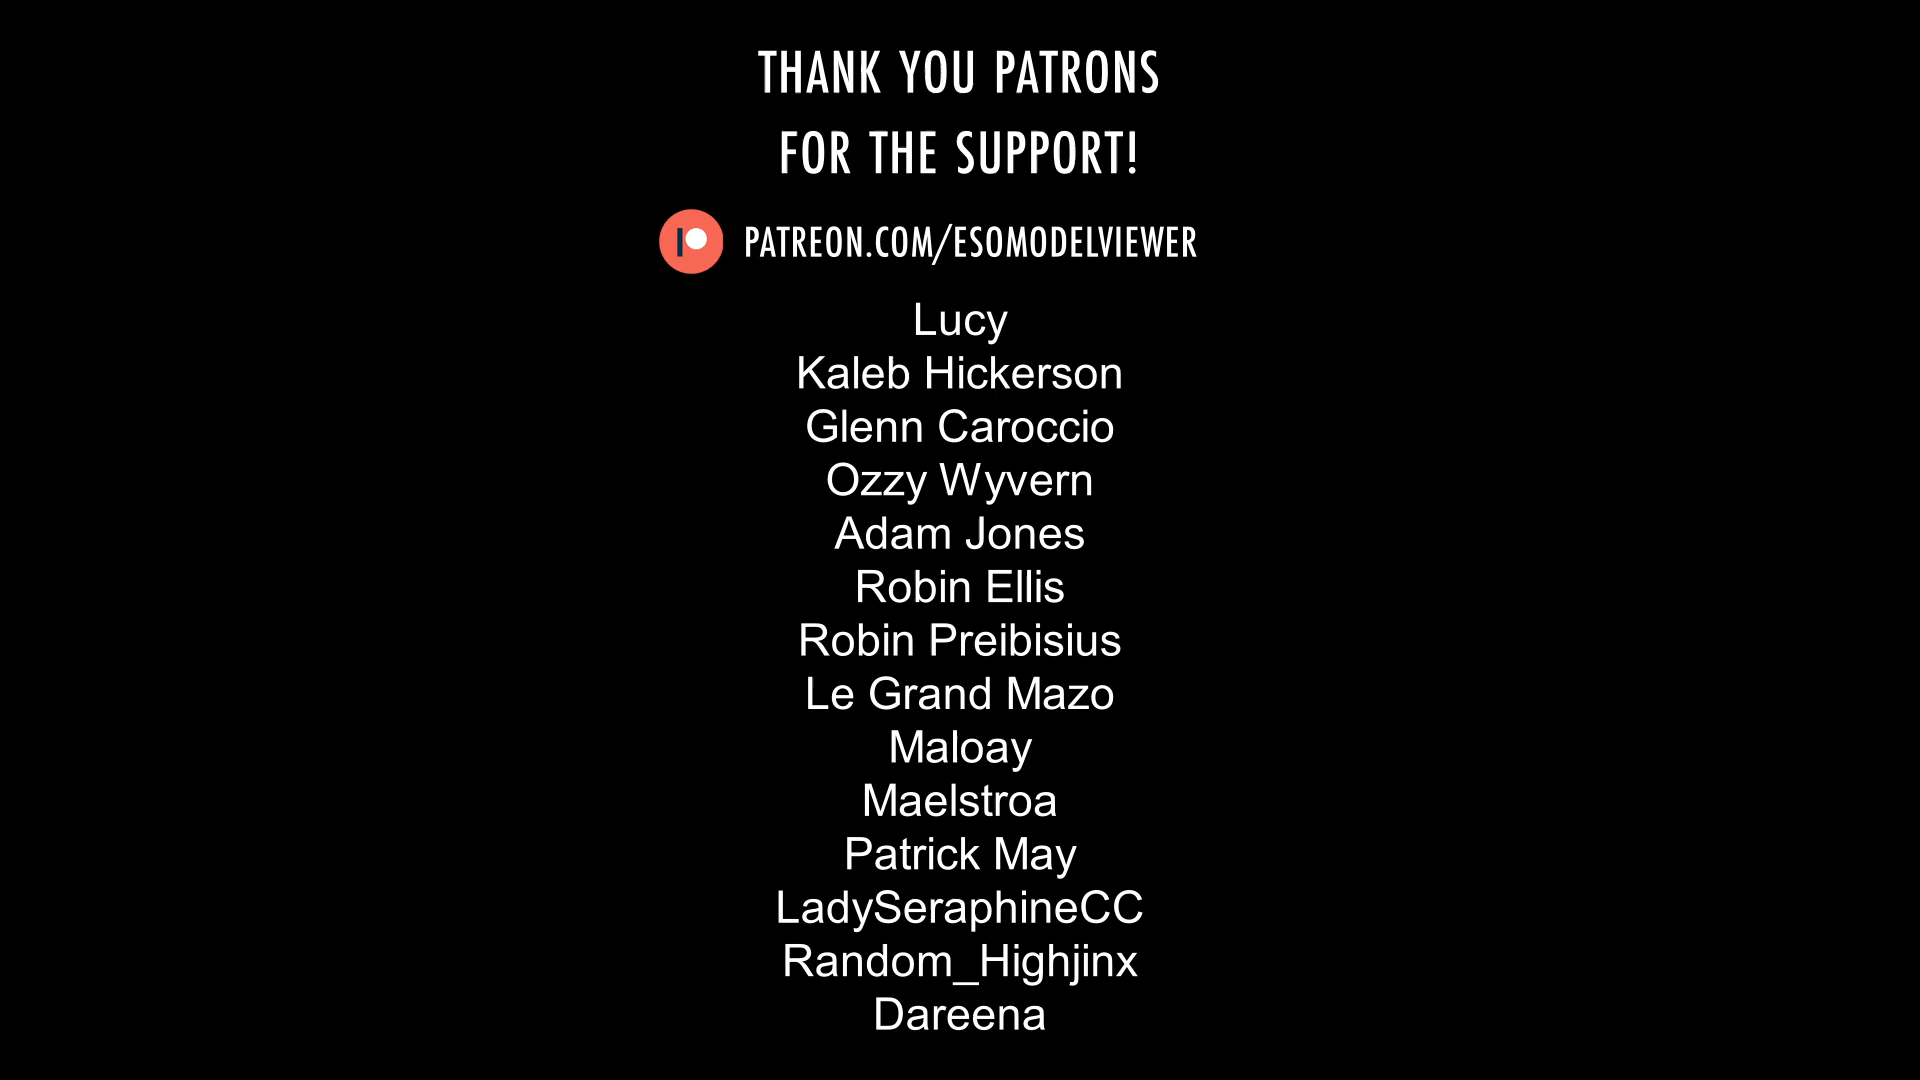 THANK YOU PATRONS
FOR THE SUPPORT!
PATREON.COM/ESOMODELVIEWER
Lucy
Kaleb Hickerson
Glenn Caroccio
Ozzy Wyvern
Adam Jones
Robin Ellis
Robin Preibisius
Le Grand Mazo
Maloay
Maelstroa
Patrick May
LadySeraphineCC
Random_Highjinx
Dareena